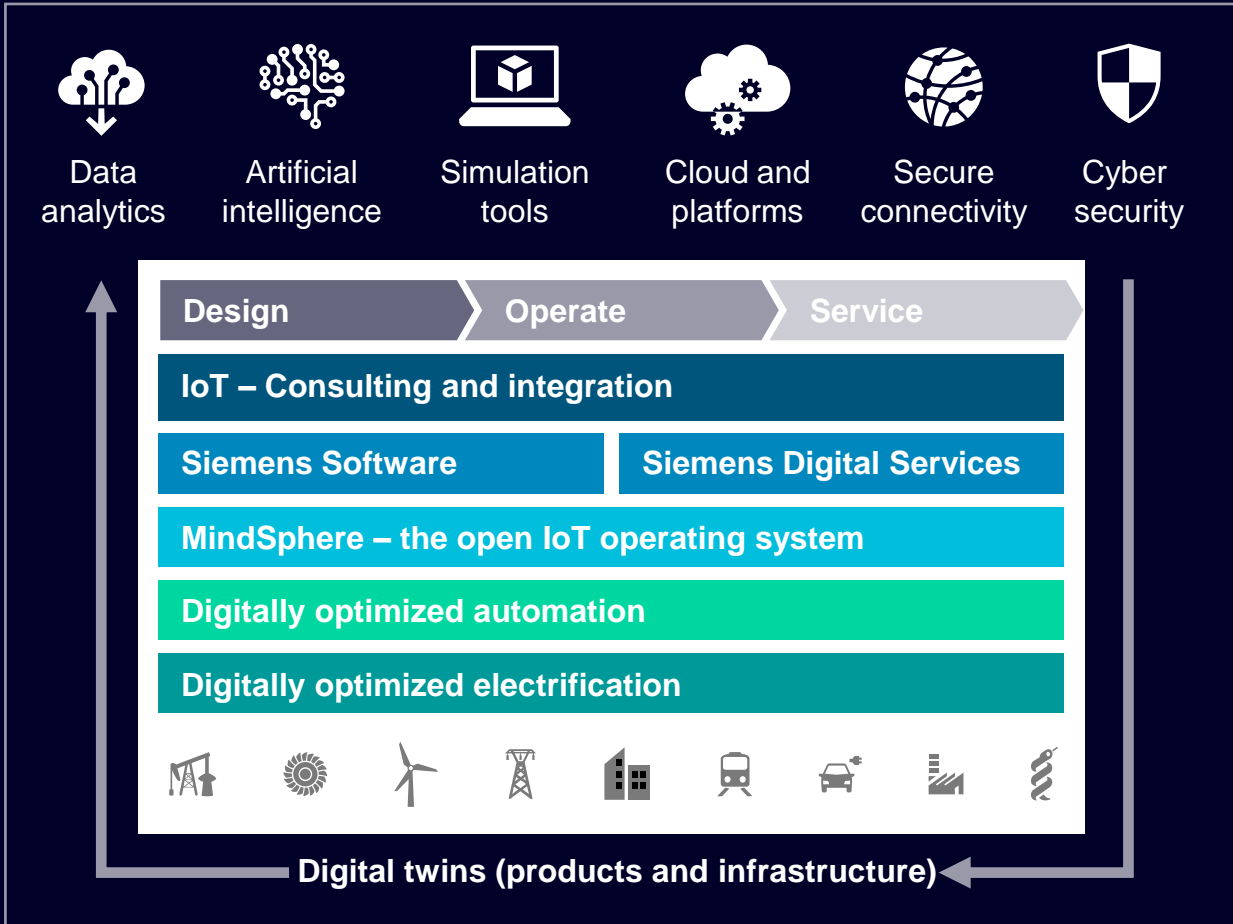 Data
analytics
Artificial
intelligence
Simulation
tools
Cloud and
platforms
Secure
connectivity
Cyber
security
Design
Operate
Service
IoT – Consulting and integration
Siemens Software
Siemens Digital Services
MindSphere – the open IoT operating system
Digitally optimized automation
Digitally optimized electrification
Digital twins (products and infrastructure)